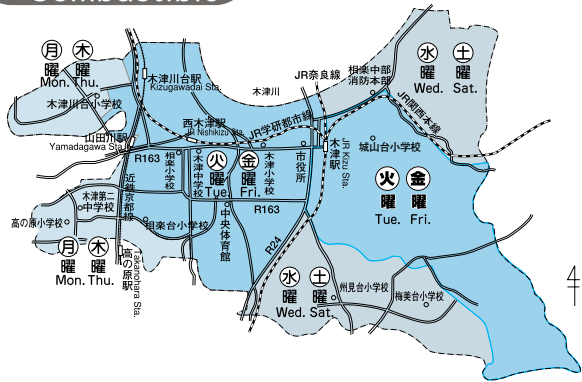 Combustible
月曜 木曜
Mon. Thu.
木津川台駅
Kizugawadai Sta.
木津川台小学校
木津川
JR奈良線
相楽中部
消防本部
水曜 土曜
Wed. Sat.
JR関西本線
西木津駅
JR Nishikizu Sta.
JR学研都市線
山田川駅
Yamadagawa Sta.
R163
相楽小学校
木津中学校
火曜 金曜
Tue. Fri.
木津小学校
市役所
木津駅
JR Kizu Sta.
城山台小学校
火曜 金曜
Tue. Fri.
近鉄京都線
木津第二
中学校
高の原小学校
相楽台小学校
中央体育館
R163
R24
月曜 木曜
Mon. Thu.
高の原駅
Takanohara Sta.
水曜 土曜
Wed. Sat.
州見台小学校
梅美台小学校